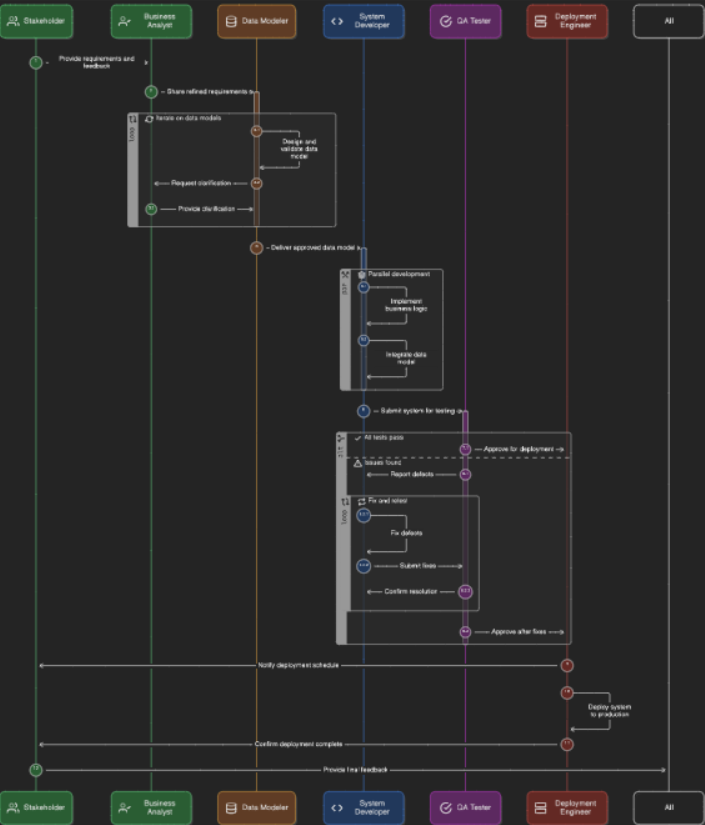 Stakeholder
Business
Analyst
Data Modeler
System
Developer
QA Tester
Deployment
Engineer
All
Provide requirements and
feedback
Share refined requirements
loop
Iterate on data models
Design and
validate data
model
Request clarification
Provide clarification
Deliver approved data model
par
Parallel development
Implement
business logic
Integrate data
model
Submit system for testing
alt
All tests pass
Approve for deployment
Issues found
Report defects
loop
Fix and retest
Fix defects
Submit fixes
Confirm resolution
Approve after fixes
Notify deployment schedule
Deploy system
to production
Confirm deployment complete
Provide final feedback
Stakeholder
Business
Analyst
Data Modeler
System
Developer
QA Tester
Deployment
Engineer
All